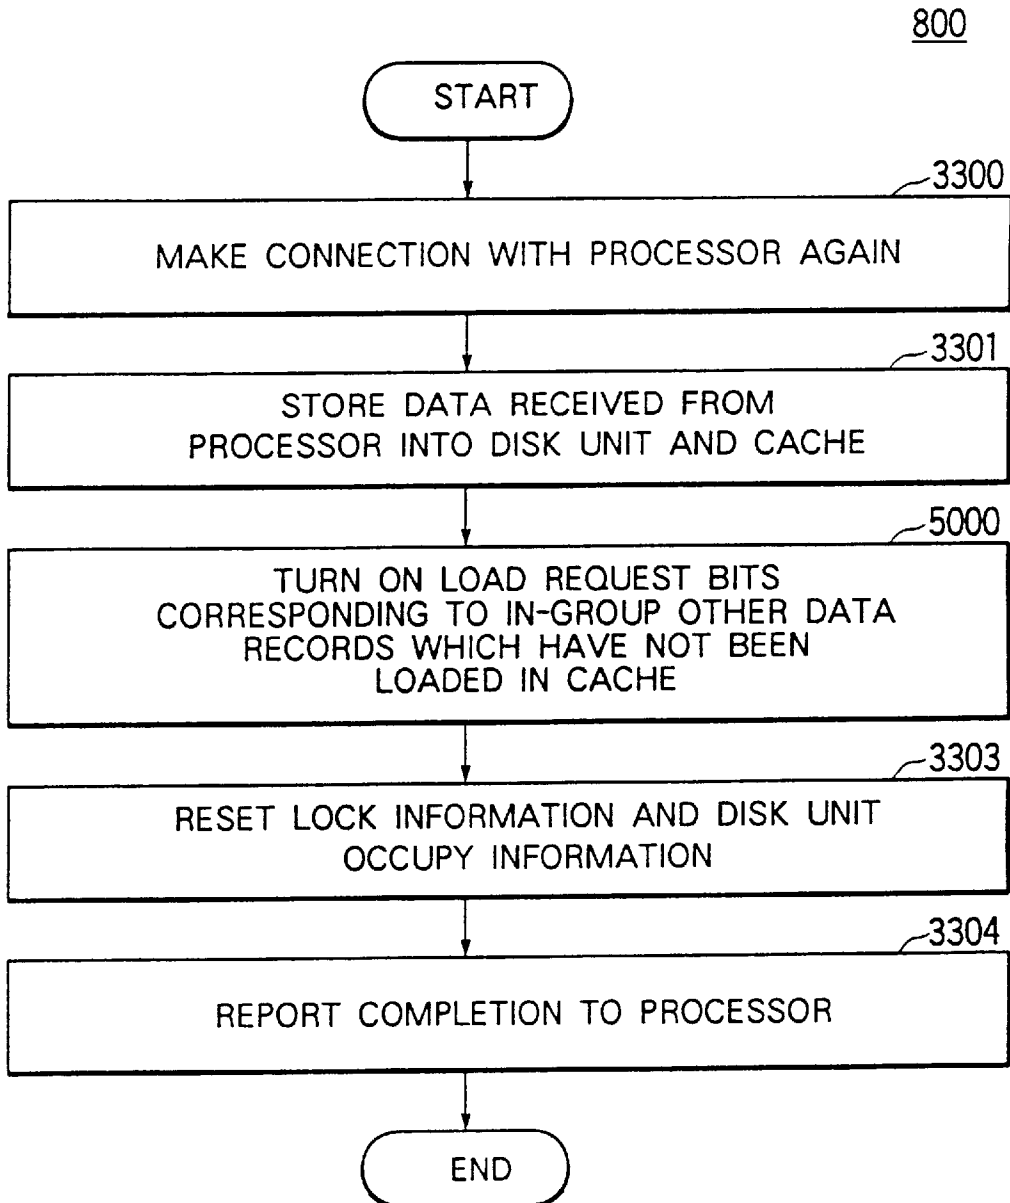 800
START
3300
MAKE CONNECTION WITH PROCESSOR AGAIN
3301
STORE DATA RECEIVED FROM
PROCESSOR INTO DISK UNIT AND CACHE
5000
TURN ON LOAD REQUEST BITS
CORRESPONDING TO IN-GROUP OTHER DATA
RECORDS WHICH HAVE NOT BEEN
LOADED IN CACHE
3303
RESET LOCK INFORMATION AND DISK UNIT
OCCUPY INFORMATION
3304
REPORT COMPLETION TO PROCESSOR
END